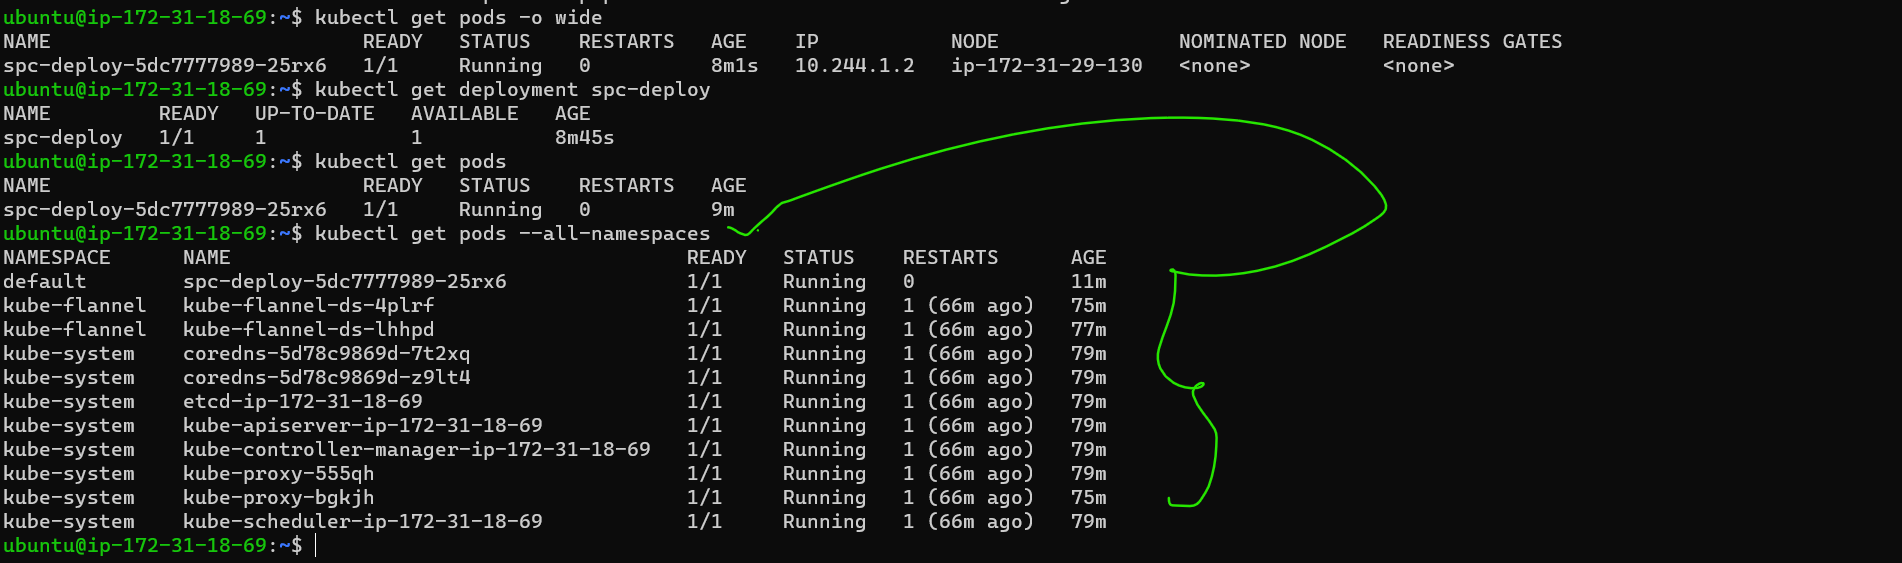 ubuntu@ip-172-31-18-69:~$ kubectl get pods -o wide
NAME READY STATUS RESTARTS AGE IP NODE NOMINATED NODE READINESS GATES
spc-deploy-5dc7777989-25rx6 1/1 Running 0 8m1s 10.244.1.2 ip-172-31-29-130 <none> <none>
ubuntu@ip-172-31-18-69:~$ kubectl get deployment spc-deploy
NAME READY UP-TO-DATE AVAILABLE AGE
spc-deploy 1/1 1 1 8m45s
ubuntu@ip-172-31-18-69:~$ kubectl get pods
NAME READY STATUS RESTARTS AGE
spc-deploy-5dc7777989-25rx6 1/1 Running 0 9m
ubuntu@ip-172-31-18-69:~$ kubectl get pods --all-namespaces
NAMESPACE NAME READY STATUS RESTARTS AGE
default spc-deploy-5dc7777989-25rx6 1/1 Running 0 11m
kube-flannel kube-flannel-ds-4plrf 1/1 Running 1 (66m ago) 75m
kube-flannel kube-flannel-ds-lhhpd 1/1 Running 1 (66m ago) 77m
kube-system coredns-5d78c9869d-7t2xq 1/1 Running 1 (66m ago) 79m
kube-system coredns-5d78c9869d-z9lt4 1/1 Running 1 (66m ago) 79m
kube-system etcd-ip-172-31-18-69 1/1 Running 1 (66m ago) 79m
kube-system kube-apiserver-ip-172-31-18-69 1/1 Running 1 (66m ago) 79m
kube-system kube-controller-manager-ip-172-31-18-69 1/1 Running 1 (66m ago) 79m
kube-system kube-proxy-555qh 1/1 Running 1 (66m ago) 79m
kube-system kube-proxy-bgkjh 1/1 Running 1 (66m ago) 75m
kube-system kube-scheduler-ip-172-31-18-69 1/1 Running 1 (66m ago) 79m
ubuntu@ip-172-31-18-69:~$